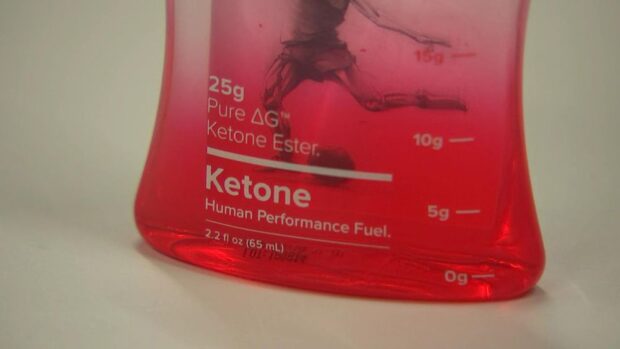 25g
Pure ΔG™
Ketone Ester.
Ketone
Human Performance Fuel.
2.2 fl oz (65 mL)
15g
10g
5g
0g